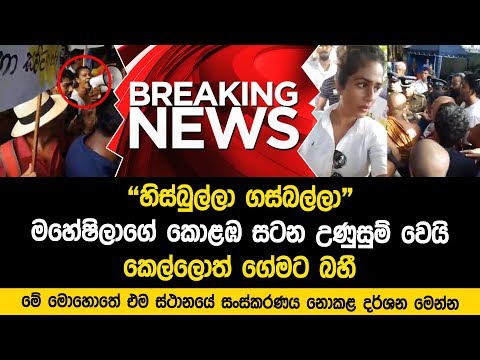 BREAKING
NEWS
“හිස්බුල්ලා ගස්බල්ලා”
මහේෂිලාගේ කොළඹ සටන උණුසුම් වෙයි
කෙල්ලොත් ගේමට බහී
මේ මොහොතේ එම ස්ථානයේ සංස්කරණය නොකළ දර්ශන මෙන්න